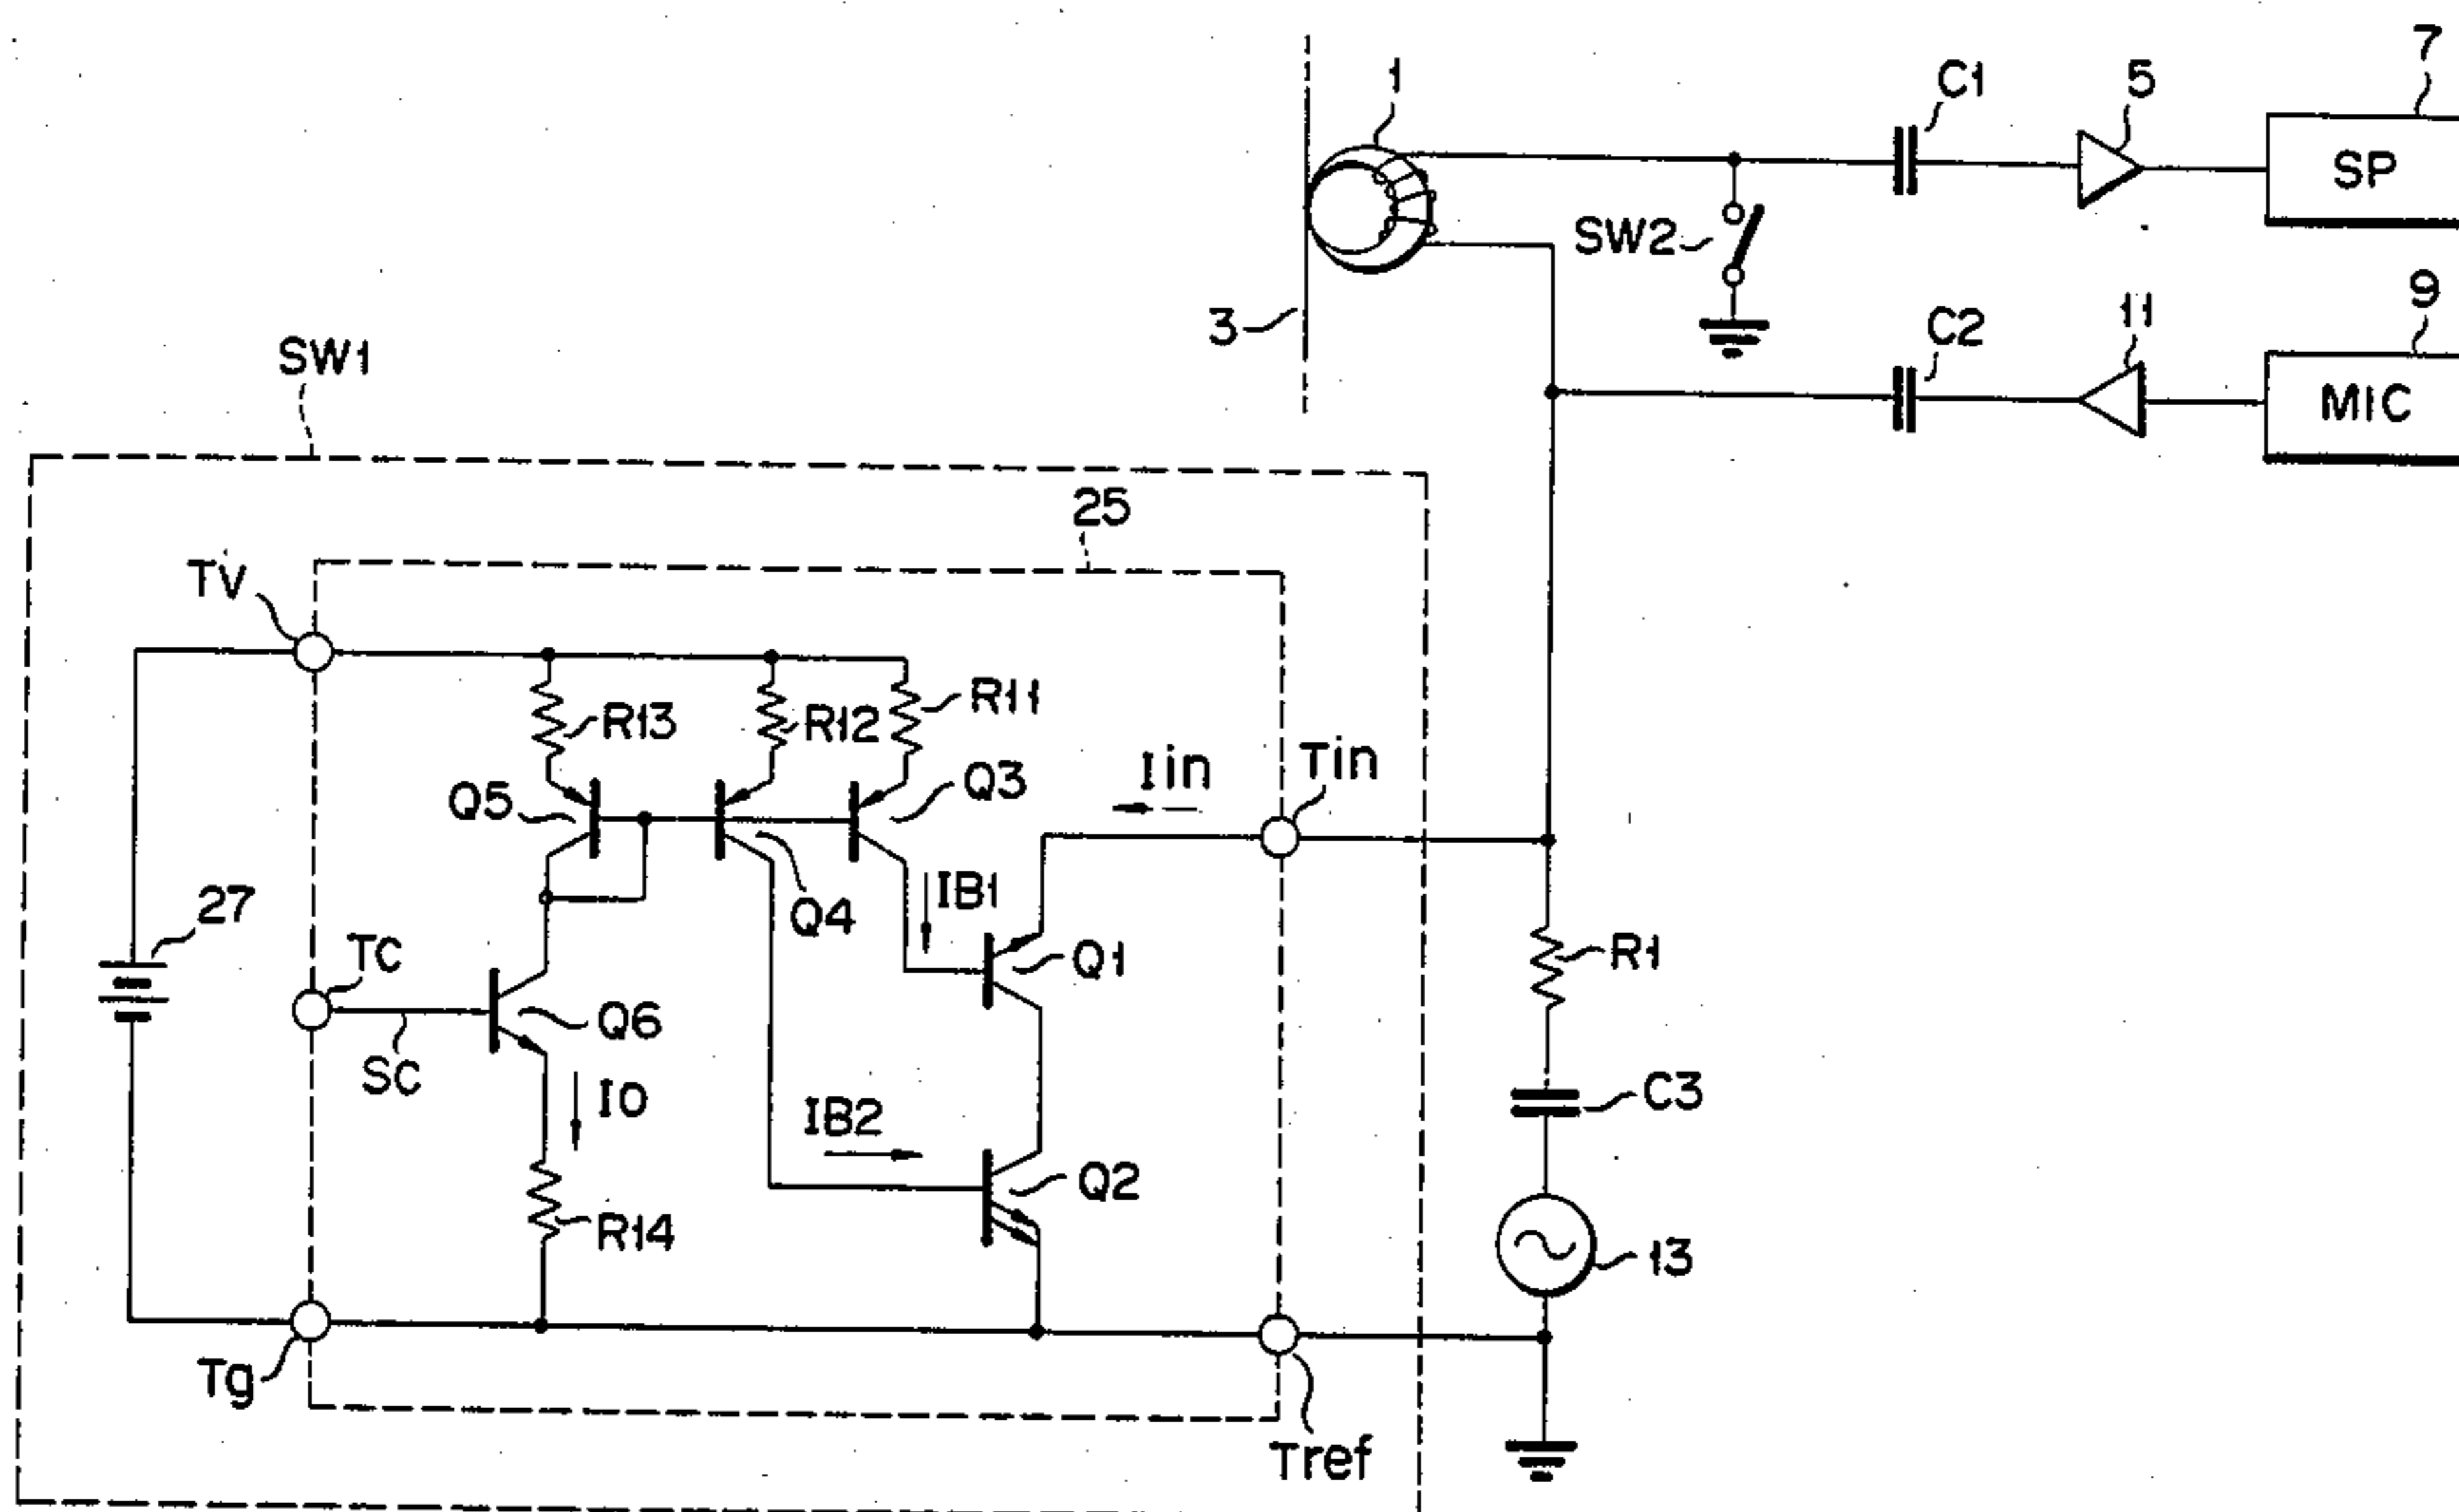 7
1
C1
5
SP
SW2
9
11
3
C2
SW1
MIC
25
TV
R11
R13
R12
Iin
Tin
Q5
Q3
IB1
27
Q4
TC
Q1
R1
Q6
SC
Io
C3
IB2
Q2
R14
13
Tg
Tref